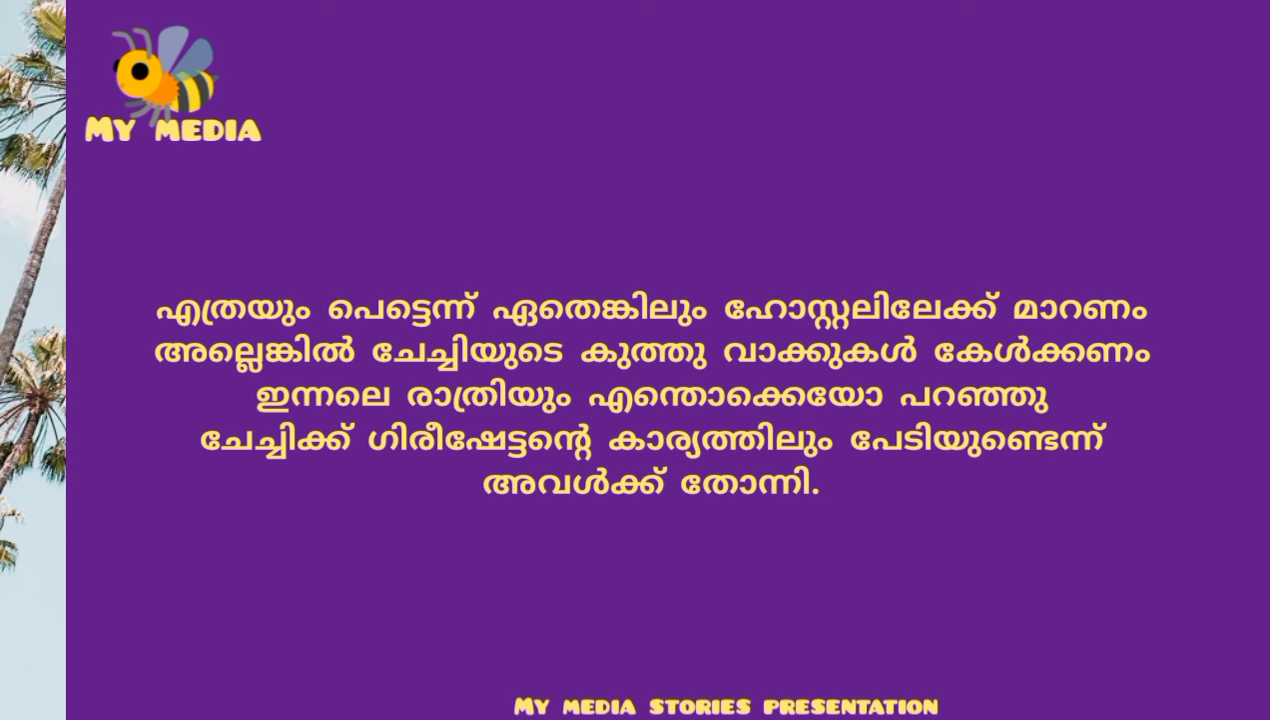 MY MEDIA
എത്രയും പെട്ടെന്ന് ഏതെങ്കിലും ഹോസ്റ്റലിലേക്ക് മാറണം
അല്ലെങ്കിൽ ചേച്ചിയുടെ കുത്തു വാക്കുകൾ കേൾക്കണം
ഇന്നലെ രാത്രിയും എന്തൊക്കെയോ പറഞ്ഞു
ചേച്ചിക്ക് ഗിരീഷേട്ടന്റെ കാര്യത്തിലും പേടിയുണ്ടെന്ന്
അവൾക്ക് തോന്നി.
MY MEDIA STORIES PRESENTATION